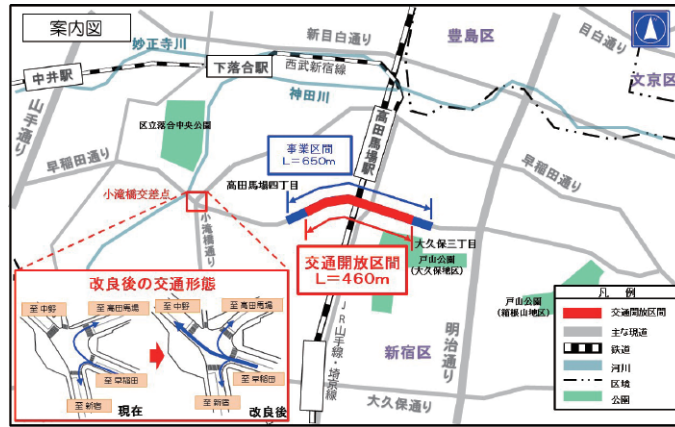 案内図
妙正寺川
新目白通り
豊島区
目白通り
文京区
中井駅
下落合駅
西武新宿線
神田川
山手通り
区立落合中央公園
高田馬場駅
早稲田通り
事業区間
L=650m
高田馬場四丁目
早稲田通り
小滝橋交差点
小滝橋通り
大久保三丁目
戸山公園
(大久保地区)
交通開放区間
L=460m
戸山公園
(箱根山地区)
JR山手線・埼京線
明治通り
新宿区
大久保通り
改良後の交通形態
至中野
至高田馬場
至早稲田
至新宿
現在
至中野
至高田馬場
至早稲田
至新宿
改良後
凡 例
交通開放区間
主な現道
鉄道
河川
区境
公園